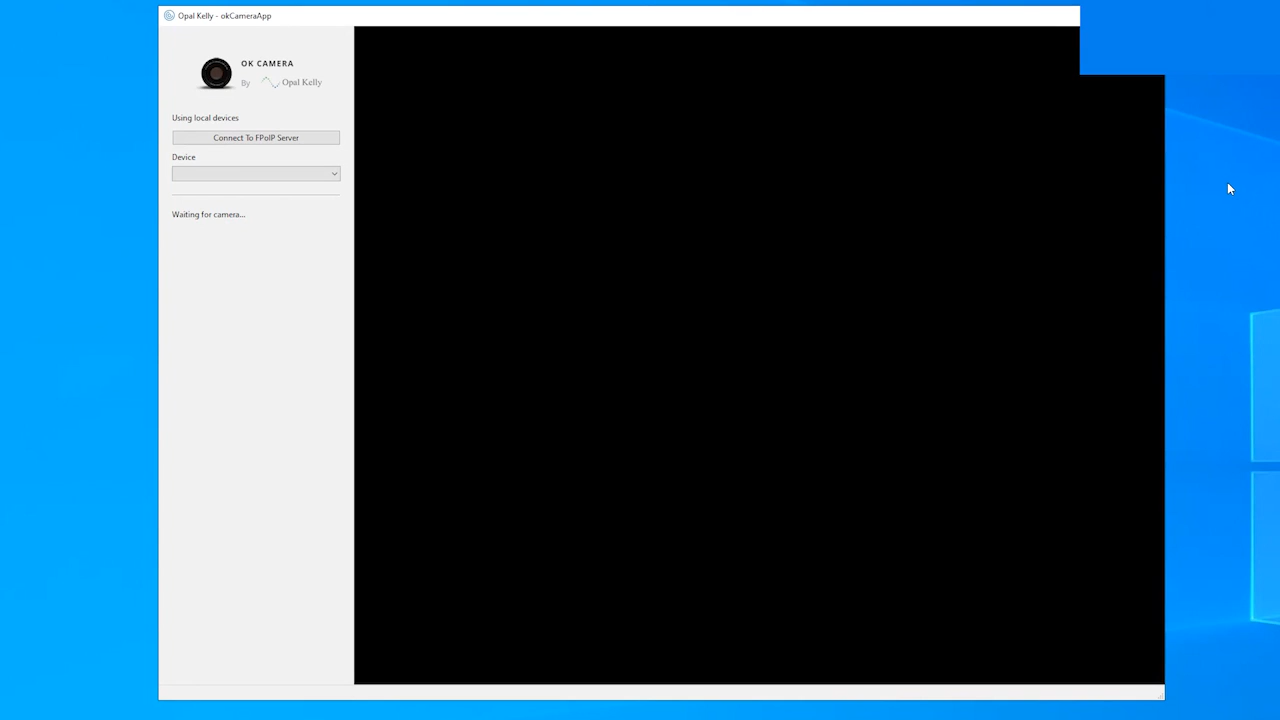 Opal Kelly - okCameraApp
OK CAMERA
By Opal Kelly
Using local devices
Connect To FPoIP Server
Device
Waiting for camera...